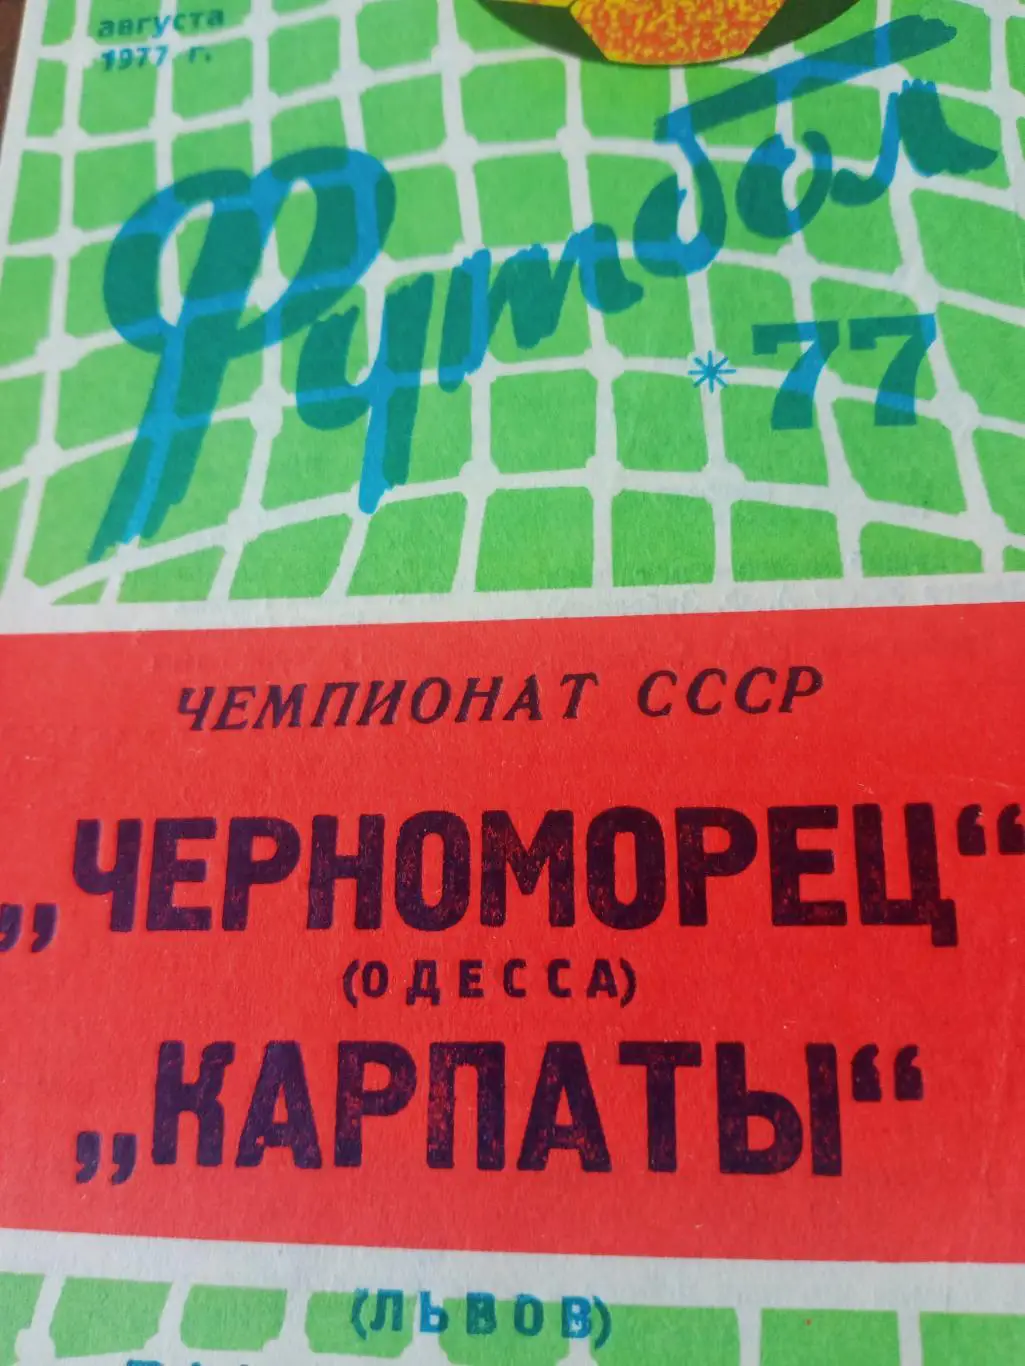 августа
1977 г.
Футбол
*77
ЧЕМПИОНАТ СССР
„ЧЕРНОМОРЕЦ“
(ОДЕССА)
„КАРПАТЫ“
(ЛЬВОВ)